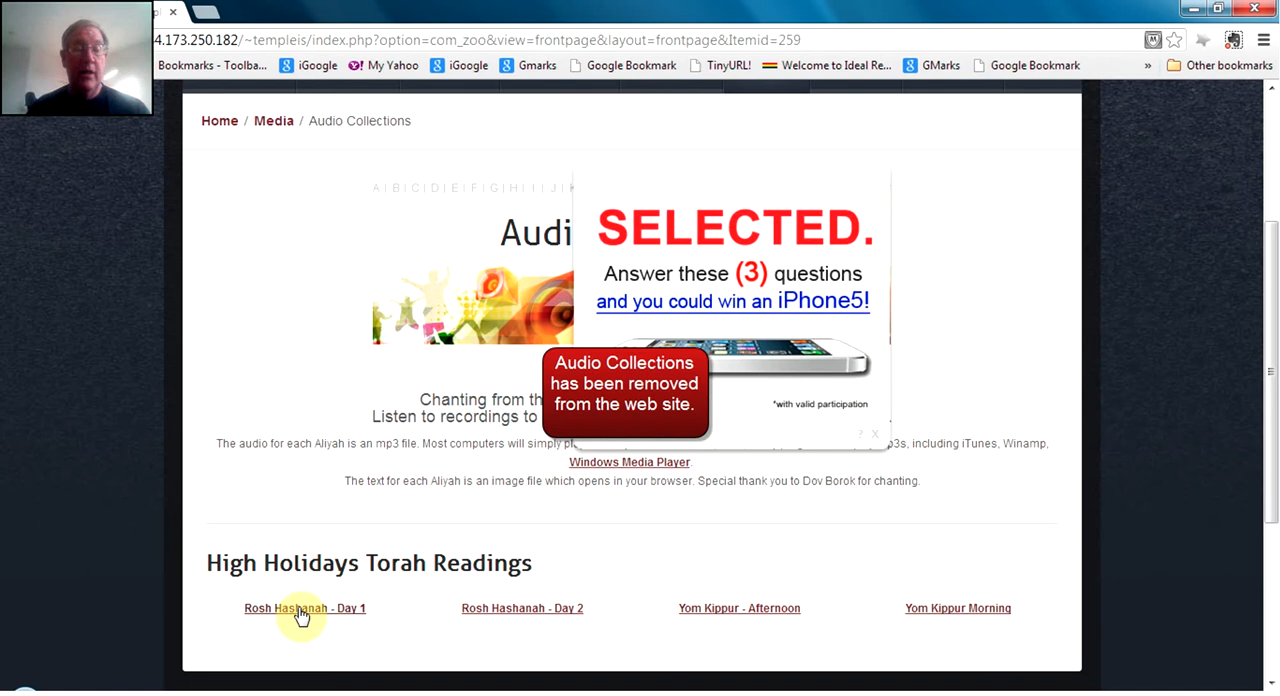 4.173.250.182/~templeis/index.php?option=com_zoo&view=frontpage&layout=frontpage&Itemid=259
Bookmarks - Toolba... iGoogle My Yahoo iGoogle Gmarks Google Bookmark TinyURL! Welcome to Ideal Re... GMarks Google Bookmark » Other bookmarks
Home / Media / Audio Collections
A | B | C | D | E | F | G | H | I | J | K
Audi
SELECTED.
Answer these (3) questions
and you could win an iPhone5!
*with valid participation
? X
Audio Collections
has been removed
from the web site.
Chanting from th
Listen to recordings to
The audio for each Aliyah is an mp3 file. Most computers will simply pl p3s, including iTunes, Winamp,
Windows Media Player.
The text for each Aliyah is an image file which opens in your browser. Special thank you to Dov Borok for chanting.
High Holidays Torah Readings
Rosh Hashanah - Day 1 Rosh Hashanah - Day 2 Yom Kippur - Afternoon Yom Kippur Morning